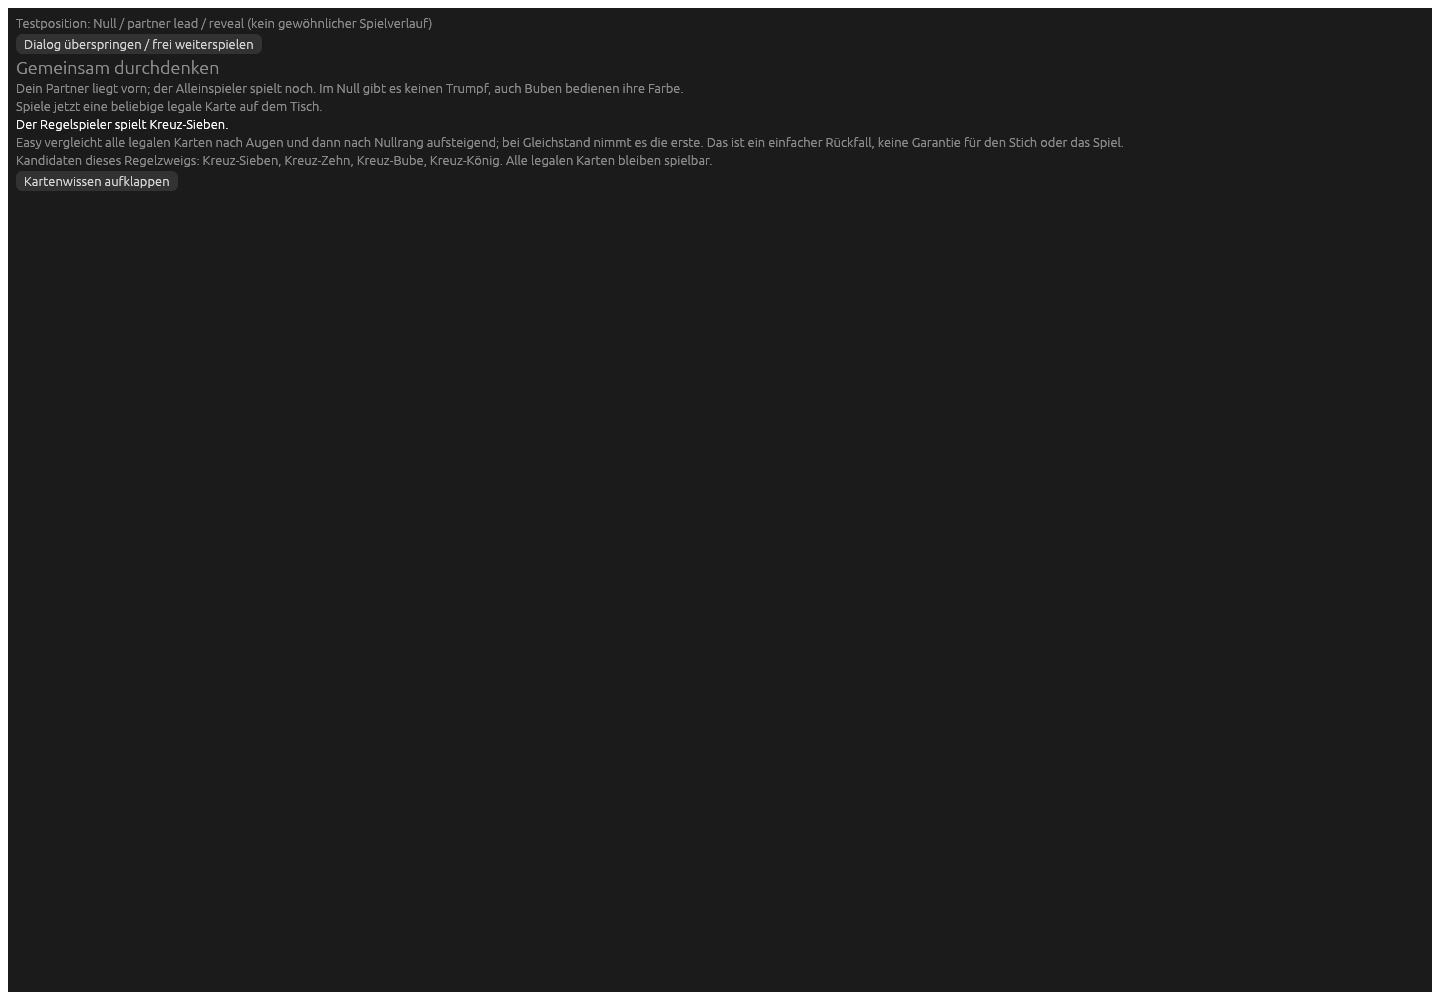 Testposition: Null / partner lead / reveal (kein gewöhnlicher Spielverlauf)
Dialog überspringen / frei weiterspielen
Gemeinsam durchdenken
Dein Partner liegt vorn; der Alleinspieler spielt noch. Im Null gibt es keinen Trumpf, auch Buben bedienen ihre Farbe.
Spiele jetzt eine beliebige legale Karte auf dem Tisch.
Der Regelspieler spielt Kreuz-Sieben.
Easy vergleicht alle legalen Karten nach Augen und dann nach Nullrang aufsteigend; bei Gleichstand nimmt es die erste. Das ist ein einfacher Rückfall, keine Garantie für den Stich oder das Spiel.
Kandidaten dieses Regelzweigs: Kreuz-Sieben, Kreuz-Zehn, Kreuz-Bube, Kreuz-König. Alle legalen Karten bleiben spielbar.
Kartenwissen aufklappen